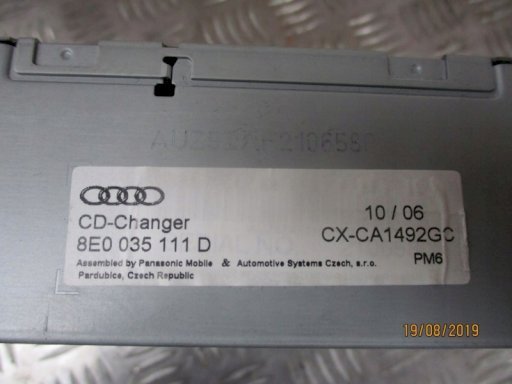 CD-Changer
8E0 035 111 D
10 / 06
CX-CA1492GC
PM6
Assembled by Panasonic Mobile & Automotive Systems Czech, s.r.o.
Pardubice, Czech Republic
19/08/2019